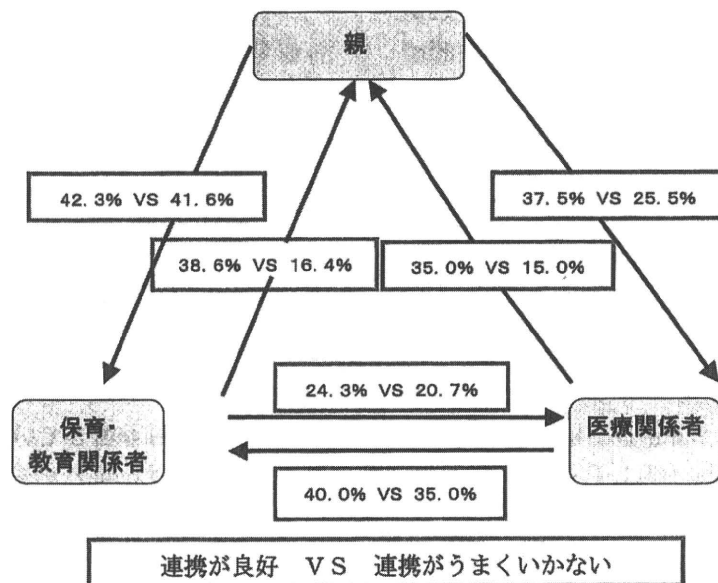 親
42.3% VS 41.6%
37.5% VS 25.5%
38.6% VS 16.4%
35.0% VS 15.0%
24.3% VS 20.7%
保育・
教育関係者
医療関係者
40.0% VS 35.0%
連携が良好 VS 連携がうまくいかない